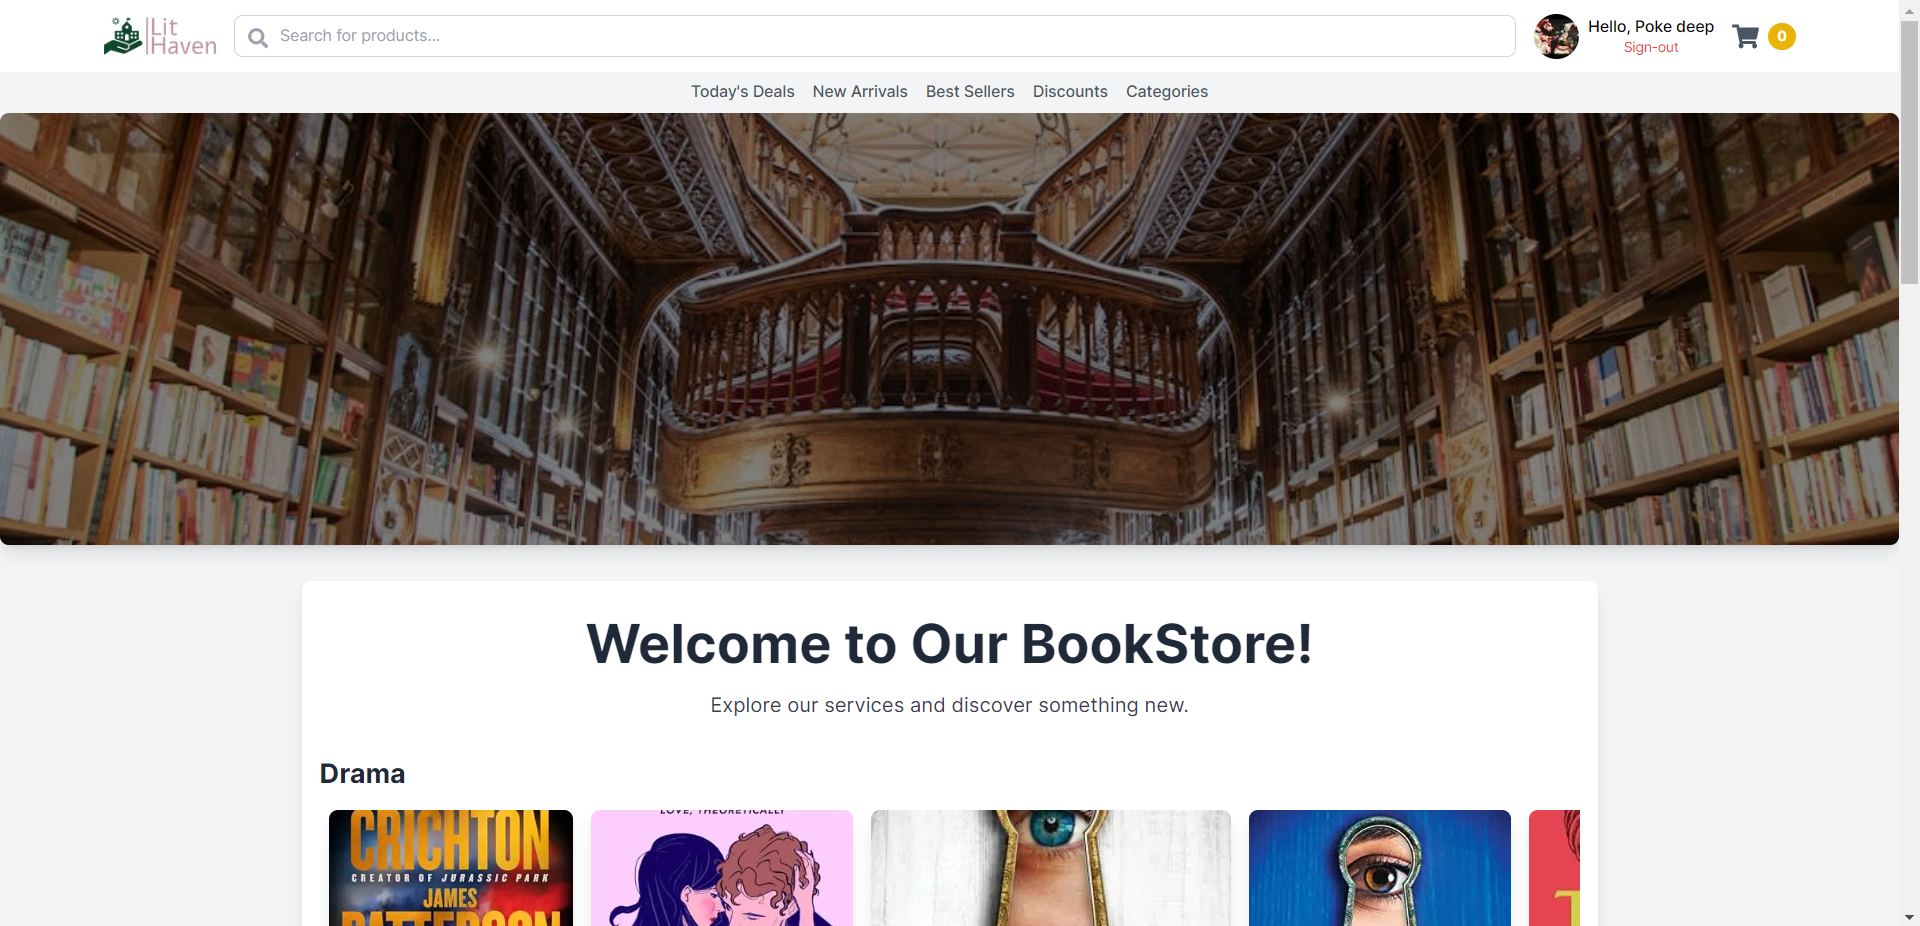 Lit
Haven
Search for products...
Hello, Poke deep
Sign-out
0
Today's Deals
New Arrivals
Best Sellers
Discounts
Categories
Welcome to Our BookStore!
Explore our services and discover something new.
Drama
CRICHTON
CREATOR OF JURASSIC PARK
JAMES
PATTERSON
LOVE, THEORETICALLY
T